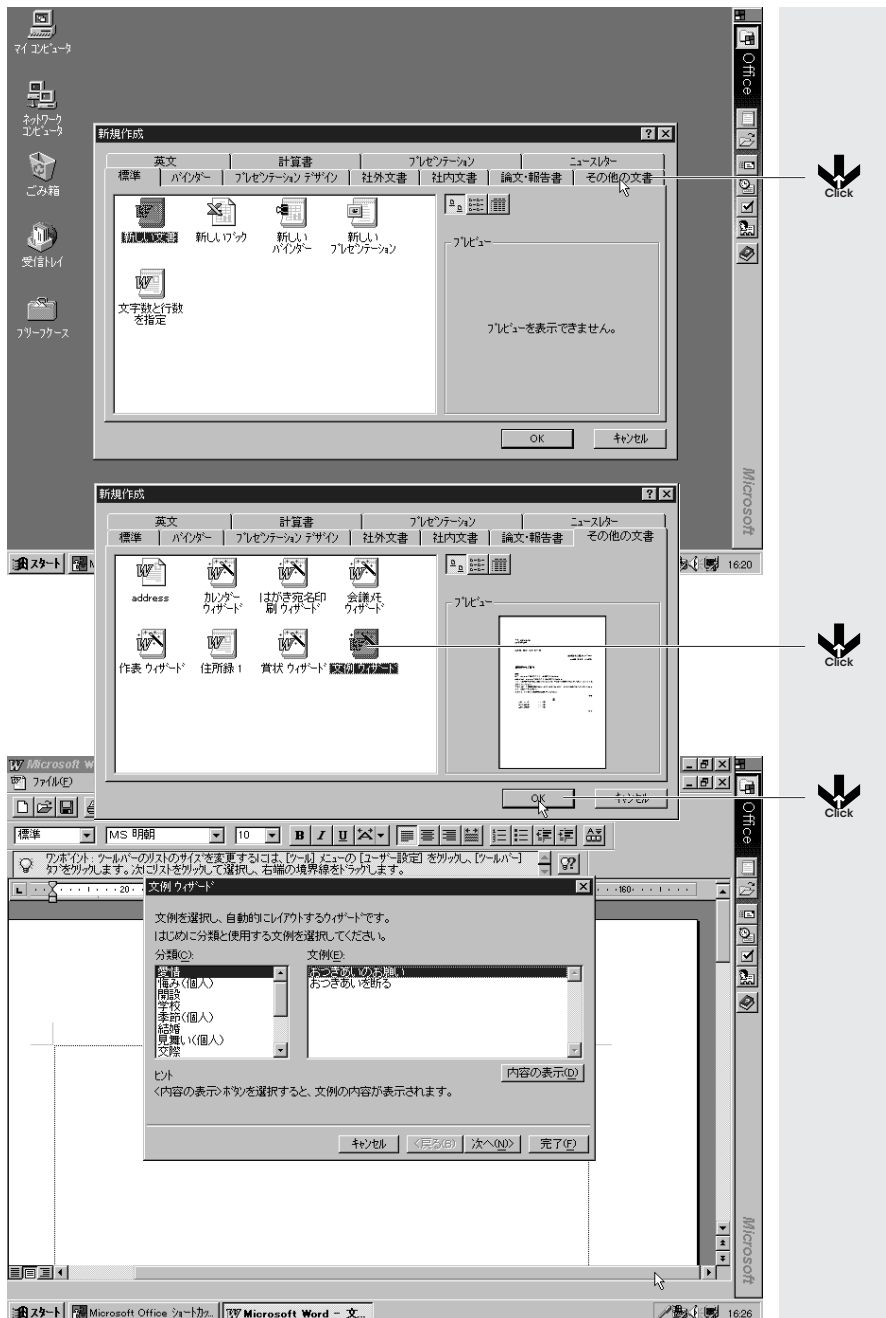 マイ コンピュータ
ネットワーク
コンピュータ
ごみ箱
受信トレイ
ブリーフケース
Office
Microsoft
新規作成
英文 計算書 プレゼンテーション ニュースレター
標準 バインダー プレゼンテーション デザイン 社外文書 社内文書 論文・報告書 その他の文書
Click
新しい文書 新しいブック 新しい
バインダー 新しい
プレゼンテーション
文字数と行数
を指定
プレビュー
プレビューを表示できません。
OK キャンセル
新規作成
英文 計算書 プレゼンテーション ニュースレター
標準 バインダー プレゼンテーション デザイン 社外文書 社内文書 論文・報告書 その他の文書
スタート 16:20
address カレンダー
ウィザード はがき宛名印
刷 ウィザード 会議メモ
ウィザード
プレビュー
作表 ウィザード 住所録 1 賞状 ウィザード 文例 ウィザード
Click
OK キャンセル
Click
Microsoft W
ファイル(F)
Office
標準 MS 明朝 10 B I U
ワンポイント : ツールバーのリストのサイズを変更するには、[ツール] メニューの [ユーザー設定] をクリックし、[ツールバー]
タブをクリックします。次にリストをクリックして選択し、右端の境界線をドラッグします。
20 160
文例 ウィザード
文例を選択し、自動的にレイアウトするウィザードです。
はじめに分類と使用する文例を選択してください。
分類(C): 文例(E):
愛情
悔み(個人)
開設
学校
季節(個人)
結婚
見舞い(個人)
交際
おつきあいのお願い
おつきあいを断る
ヒント 内容の表示(D)
<内容の表示>ボタンを選択すると、文例の内容が表示されます。
キャンセル <戻る(B) 次へ(N)> 完了(F)
Microsoft
スタート Microsoft Office ショートカッ... Microsoft Word - 文... 16:26